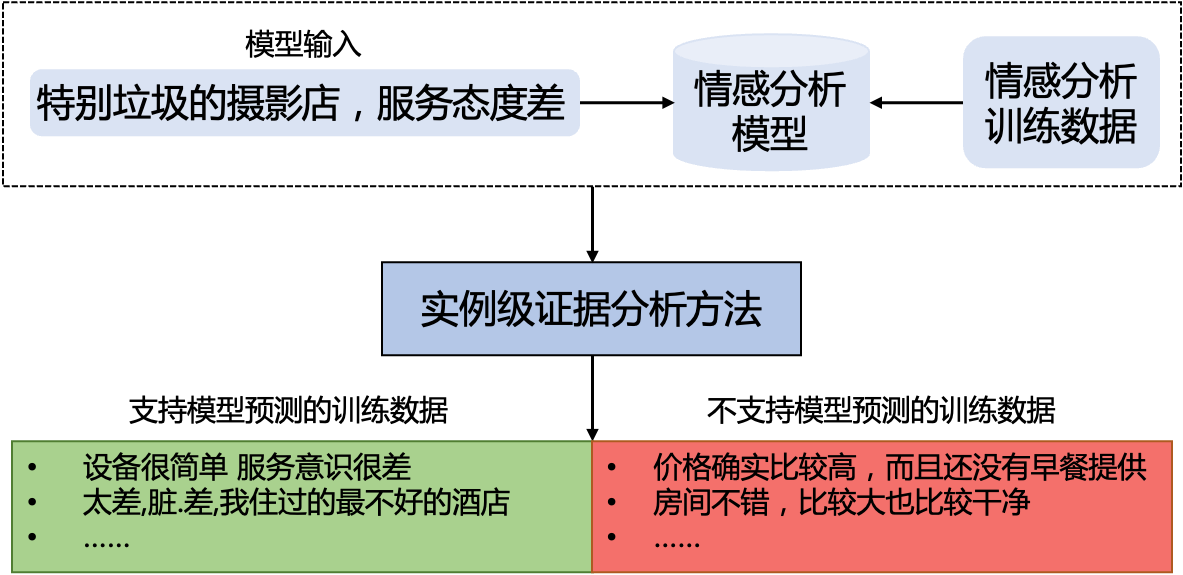 模型输入
特别垃圾的摄影店，服务态度差
情感分析
模型
情感分析
训练数据
实例级证据分析方法
支持模型预测的训练数据
• 设备很简单 服务意识很差
• 太差,脏.差,我住过的最不好的酒店
• ……
不支持模型预测的训练数据
• 价格确实比较高，而且还没有早餐提供
• 房间不错，比较大也比较干净
• ……